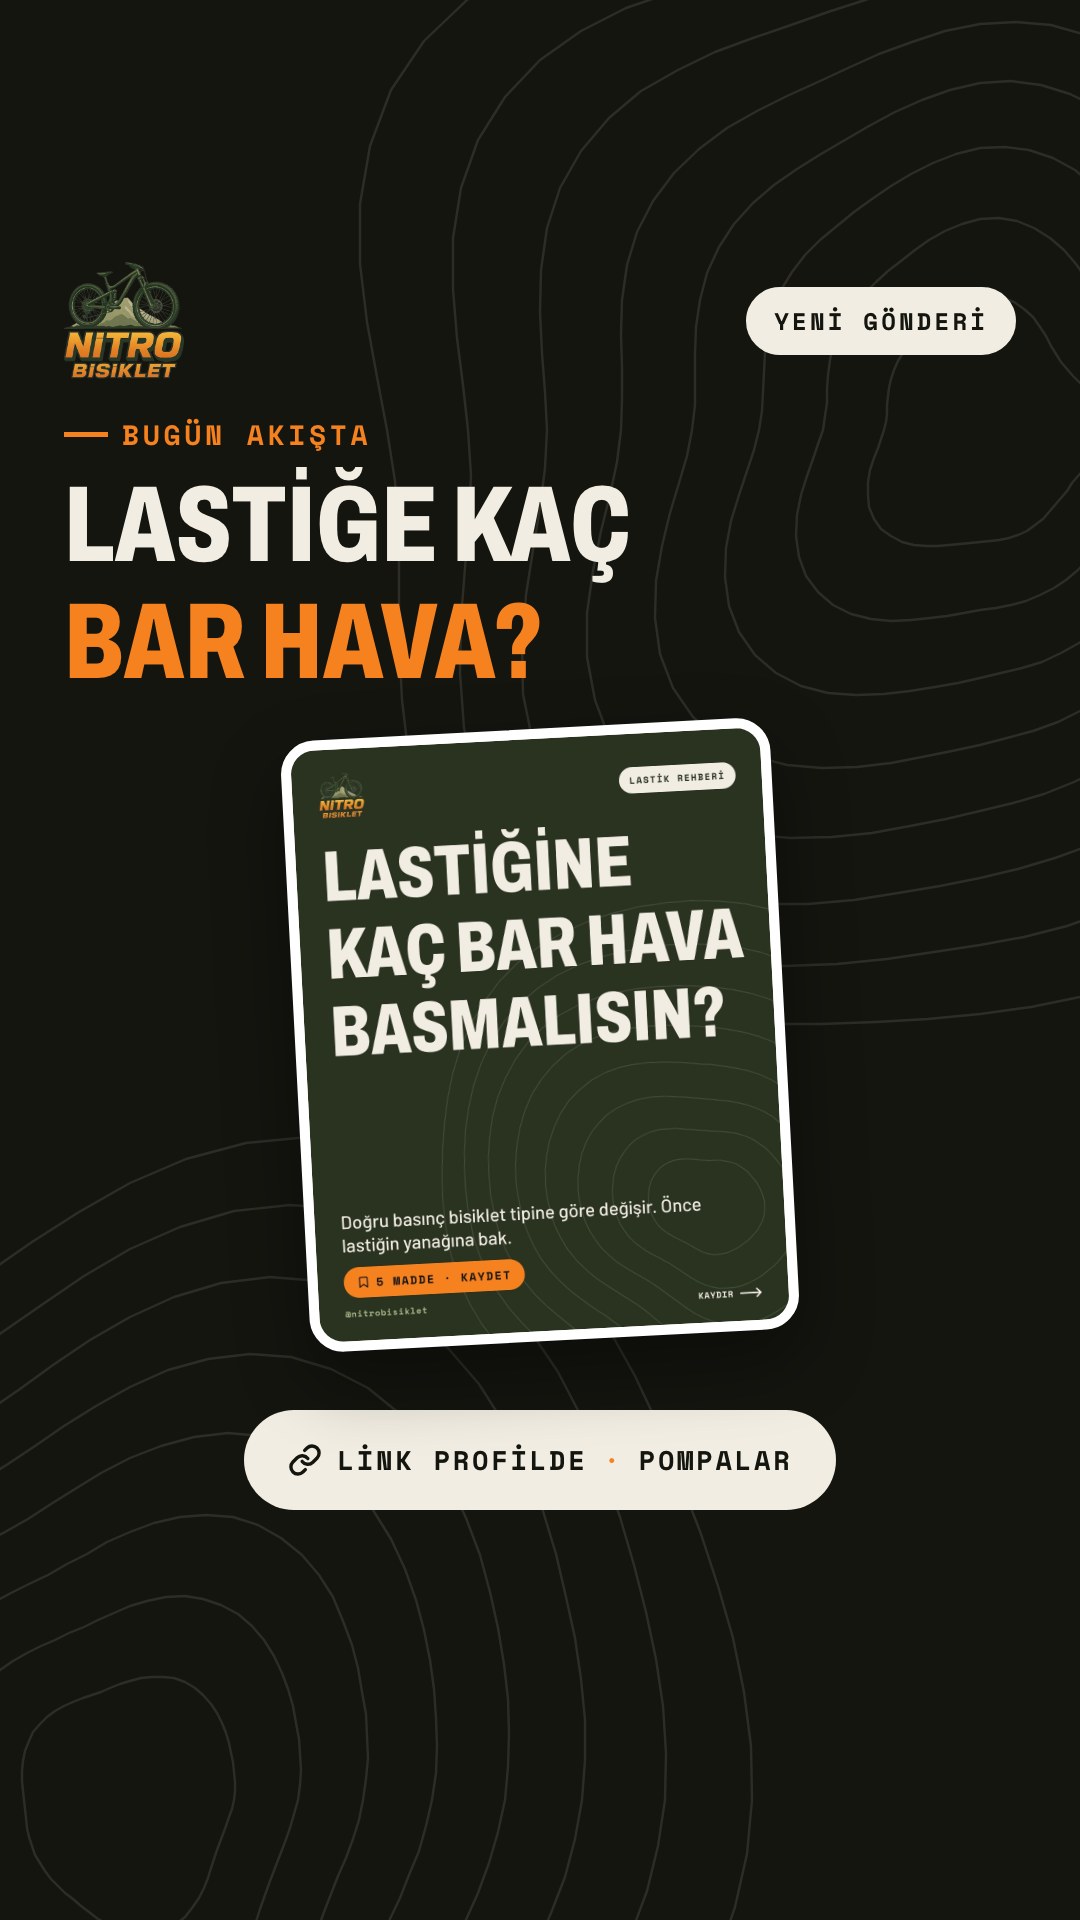 NiTRO
BiSiKLET
YENİ GÖNDERİ
BUGÜN AKIŞTA
LASTİĞE KAÇ
BAR HAVA?
NiTRO
BiSiKLET
LASTİK REHBERİ
LASTİĞİNE
KAÇ BAR HAVA
BASMALISIN?
Doğru basınç bisiklet tipine göre değişir. Önce
lastiğin yanağına bak.
5 MADDE · KAYDET
@nitrobisiklet
KAYDIR
LİNK PROFİLDE · POMPALAR